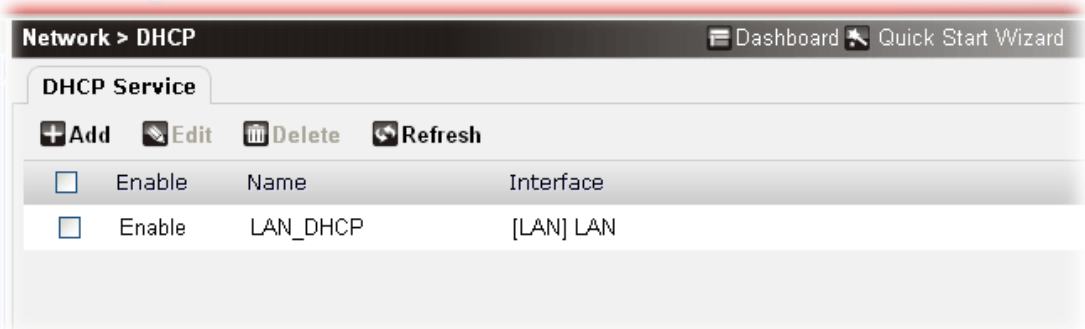 Network > DHCP Dashboard Quick Start Wizard
DHCP Service
Add Edit Delete Refresh
Enable Name Interface
Enable LAN_DHCP [LAN] LAN